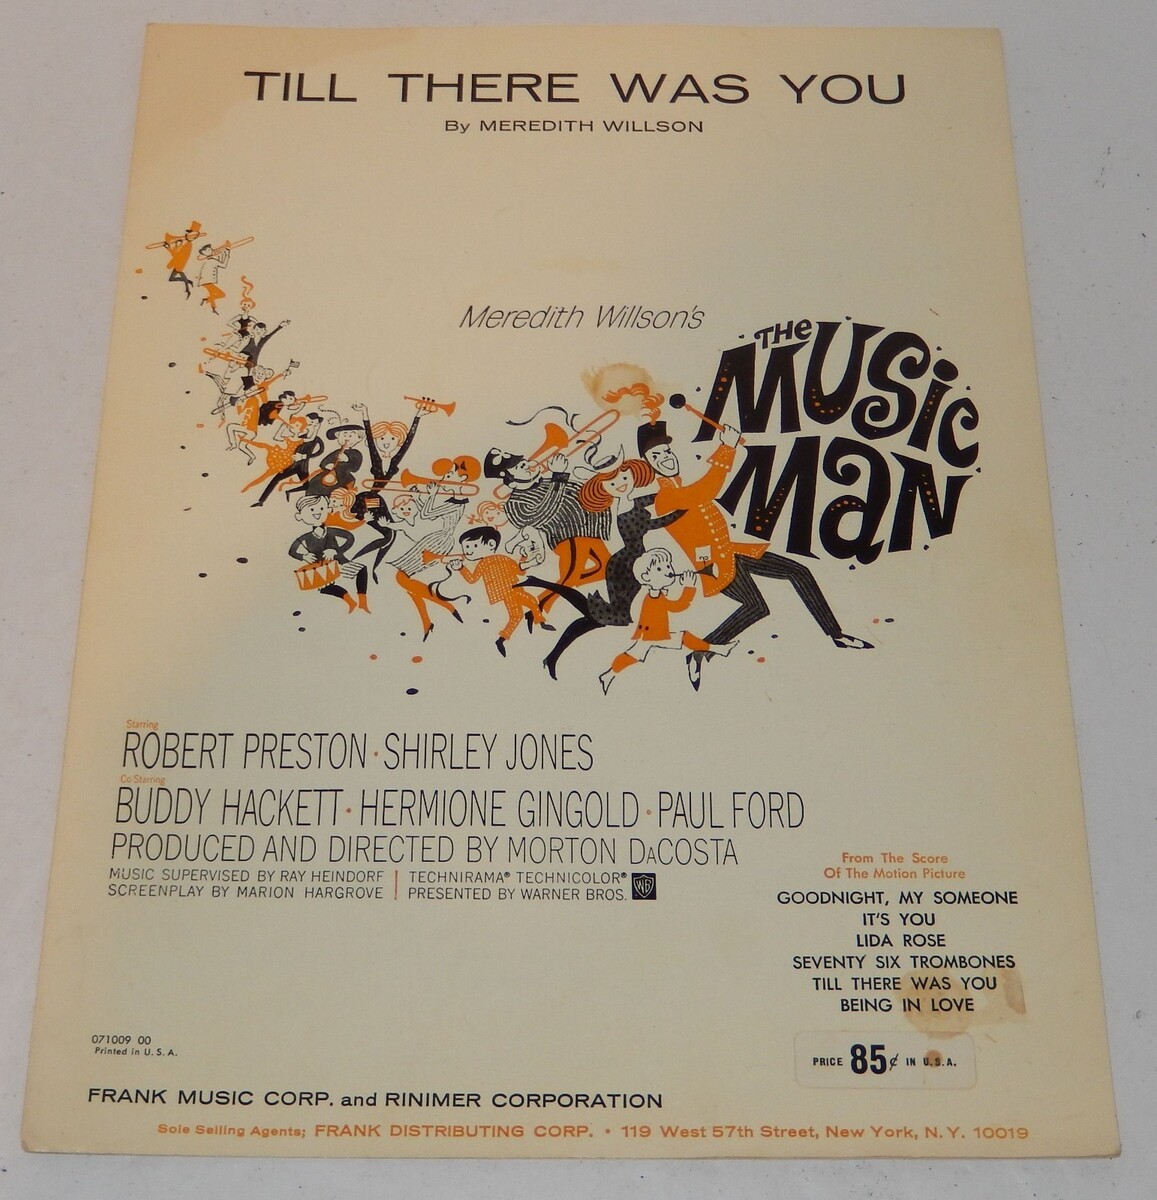 TILL THERE WAS YOU
By MEREDITH WILLSON
Meredith Willson's
THE
MUSIC
MAN
Starring
ROBERT PRESTON · SHIRLEY JONES
Co-Starring
BUDDY HACKETT · HERMIONE GINGOLD · PAUL FORD
PRODUCED AND DIRECTED BY MORTON DACOSTA
MUSIC SUPERVISED BY RAY HEINDORF
SCREENPLAY BY MARION HARGROVE
TECHNIRAMA® TECHNICOLOR®
PRESENTED BY WARNER BROS.
WB
From The Score
Of The Motion Picture
GOODNIGHT, MY SOMEONE
IT'S YOU
LIDA ROSE
SEVENTY SIX TROMBONES
TILL THERE WAS YOU
BEING IN LOVE
071009 00
Printed in U. S. A.
PRICE 85¢ IN U.S.A.
FRANK MUSIC CORP. and RINIMER CORPORATION
Sole Selling Agents; FRANK DISTRIBUTING CORP. • 119 West 57th Street, New York, N. Y. 10019